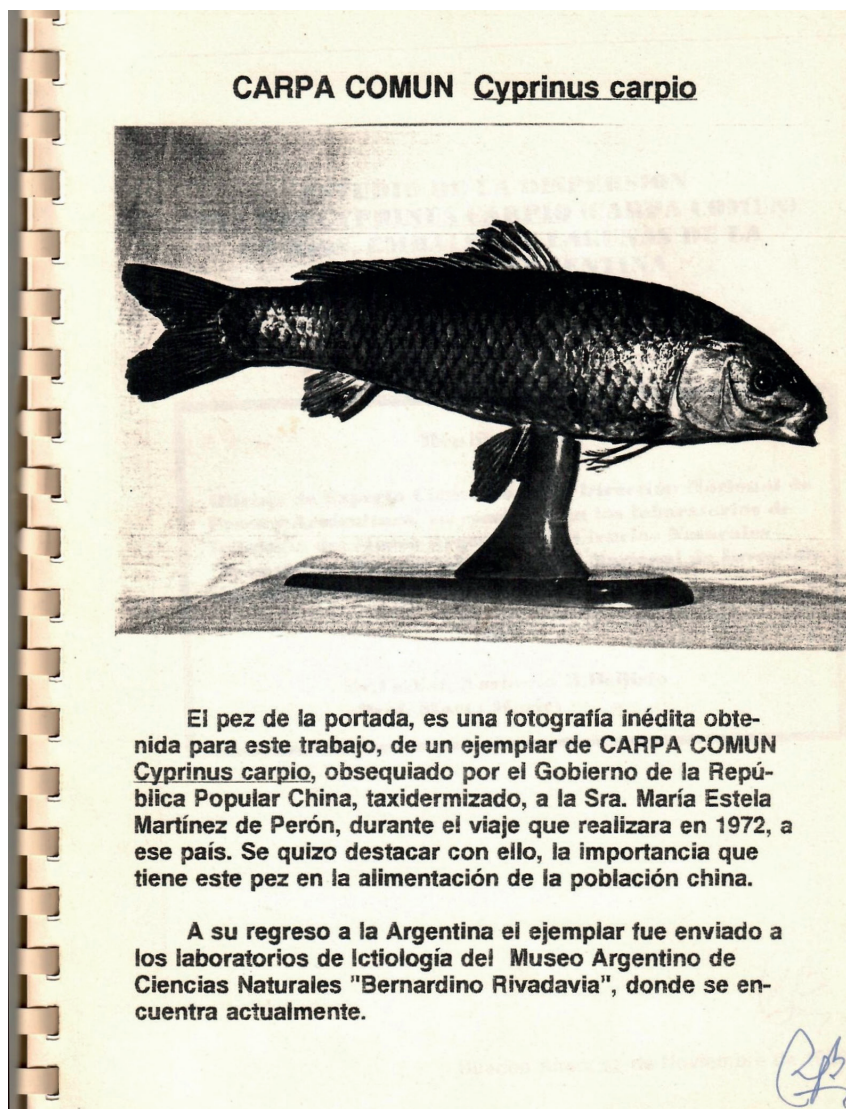 CARPA COMUN Cyprinus carpio
El pez de la portada, es una fotografía inédita obte-
nida para este trabajo, de un ejemplar de CARPA COMUN
Cyprinus carpio, obsequiado por el Gobierno de la Repú-
blica Popular China, taxidermizado, a la Sra. María Estela
Martínez de Perón, durante el viaje que realizara en 1972, a
ese país. Se quizo destacar con ello, la importancia que
tiene este pez en la alimentación de la población china.
A su regreso a la Argentina el ejemplar fue enviado a
los laboratorios de Ictiología del Museo Argentino de
Ciencias Naturales "Bernardino Rivadavia", donde se en-
cuentra actualmente.